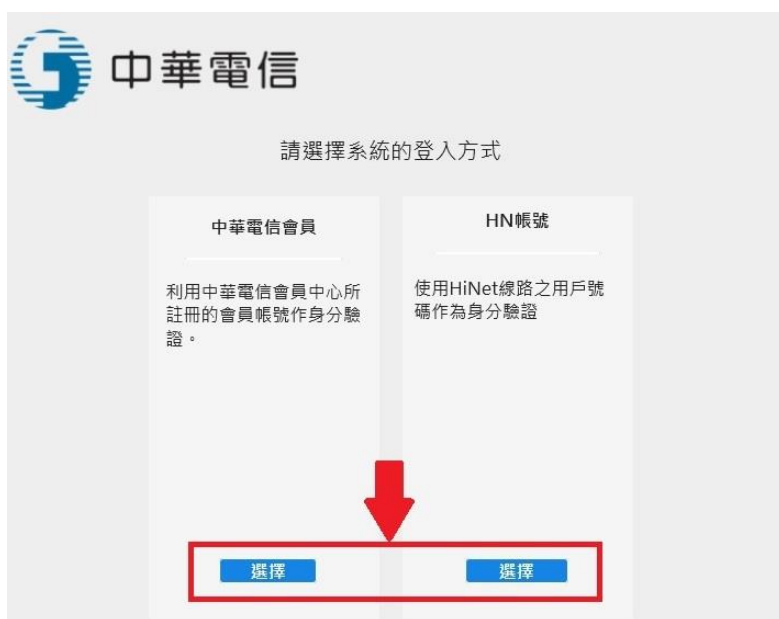 中華電信
請選擇系統的登入方式
中華電信會員
利用中華電信會員中心所
註冊的會員帳號作身分驗
證。
選擇
HN帳號
使用HiNet線路之用戶號
碼作為身分驗證
選擇